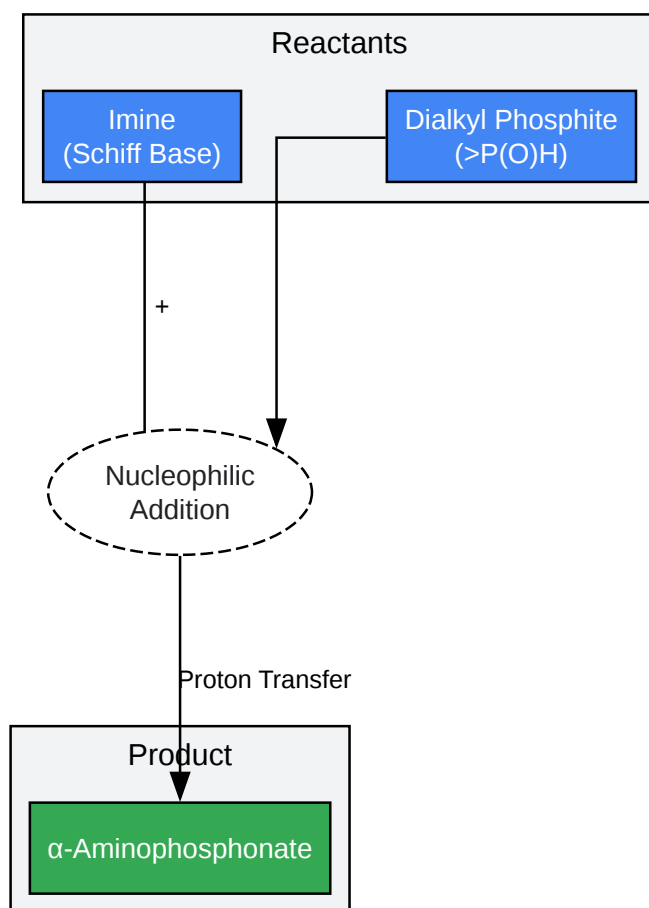 Reactants
Imine
(Schiff Base)
Dialkyl Phosphite
(>P(O)H)
+
Nucleophilic
Addition
Proton Transfer
Product
α-Aminophosphonate